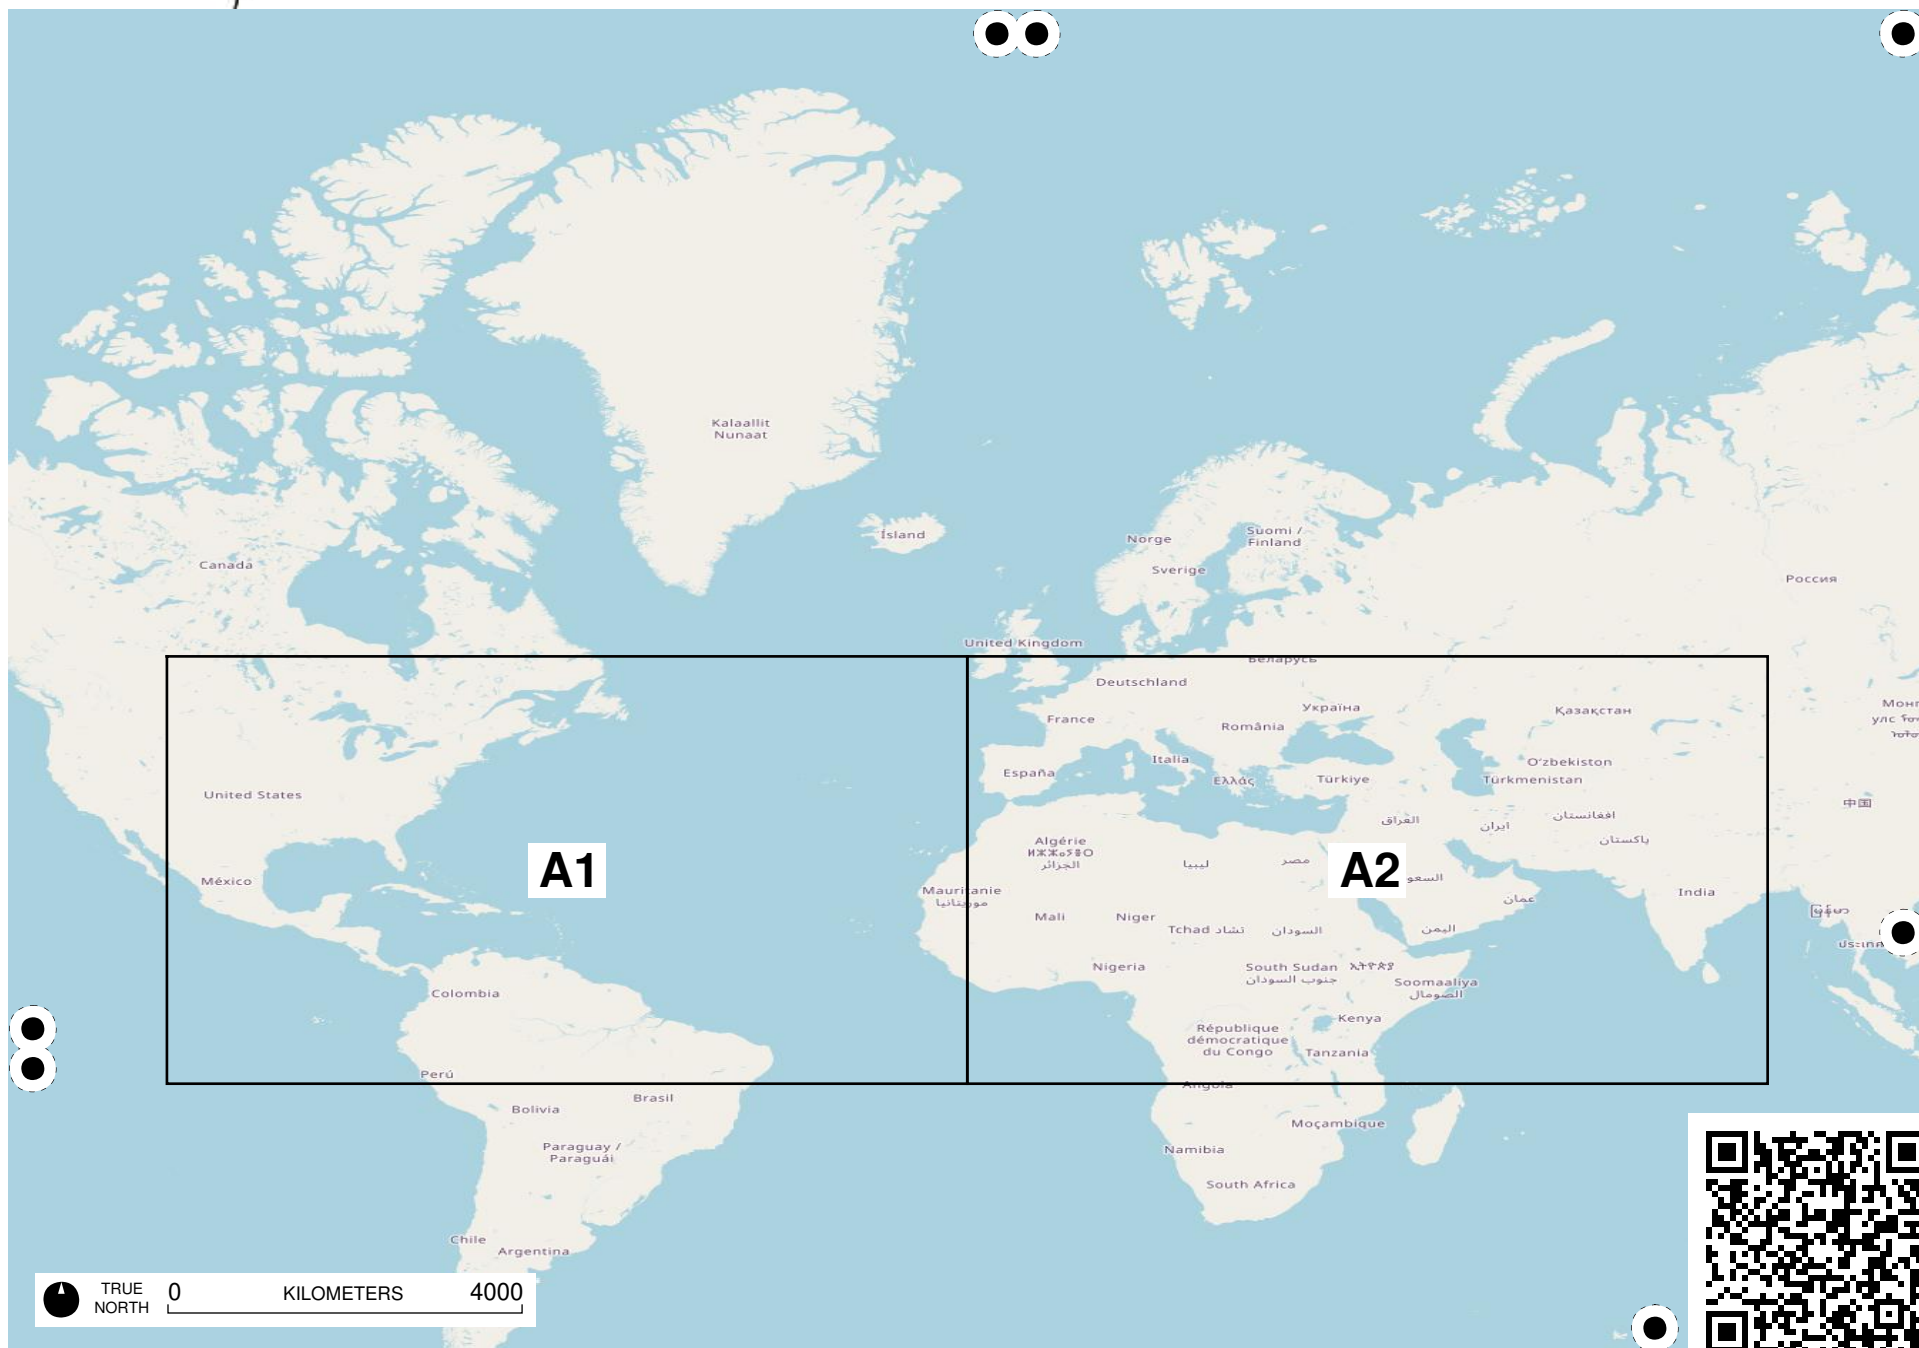 Kalaallit
Nunaat
Ísland
Norge
Suomi /
Finland
Sverige
Canada
Россия
United Kingdom
Беларусь
Deutschland
France
Україна
România
Қазақстан
España
Italia
Ελλάς
Türkiye
Oʻzbekiston
Türkmenistan
United States
中国
العراق
ایران
افغانستان
پاکستان
Algérie
ⵍⵣⵣⴰⵢⴻⵔ
الجزائر
ليبيا
مصر
A1
A2
México
India
عمان
Mauritanie
موريتانيا
Mali
Niger
Tchad تشاد
السودان
اليمن
Nigeria
South Sudan
جنوب السودان
ኢትዮጵያ
Soomaaliya
الصومال
Colombia
Kenya
République
démocratique
du Congo
Tanzania
Perú
Angola
Bolivia
Brasil
Moçambique
Paraguay /
Paraguái
Namibia
South Africa
Chile
Argentina
TRUE
NORTH
0 KILOMETERS 4000